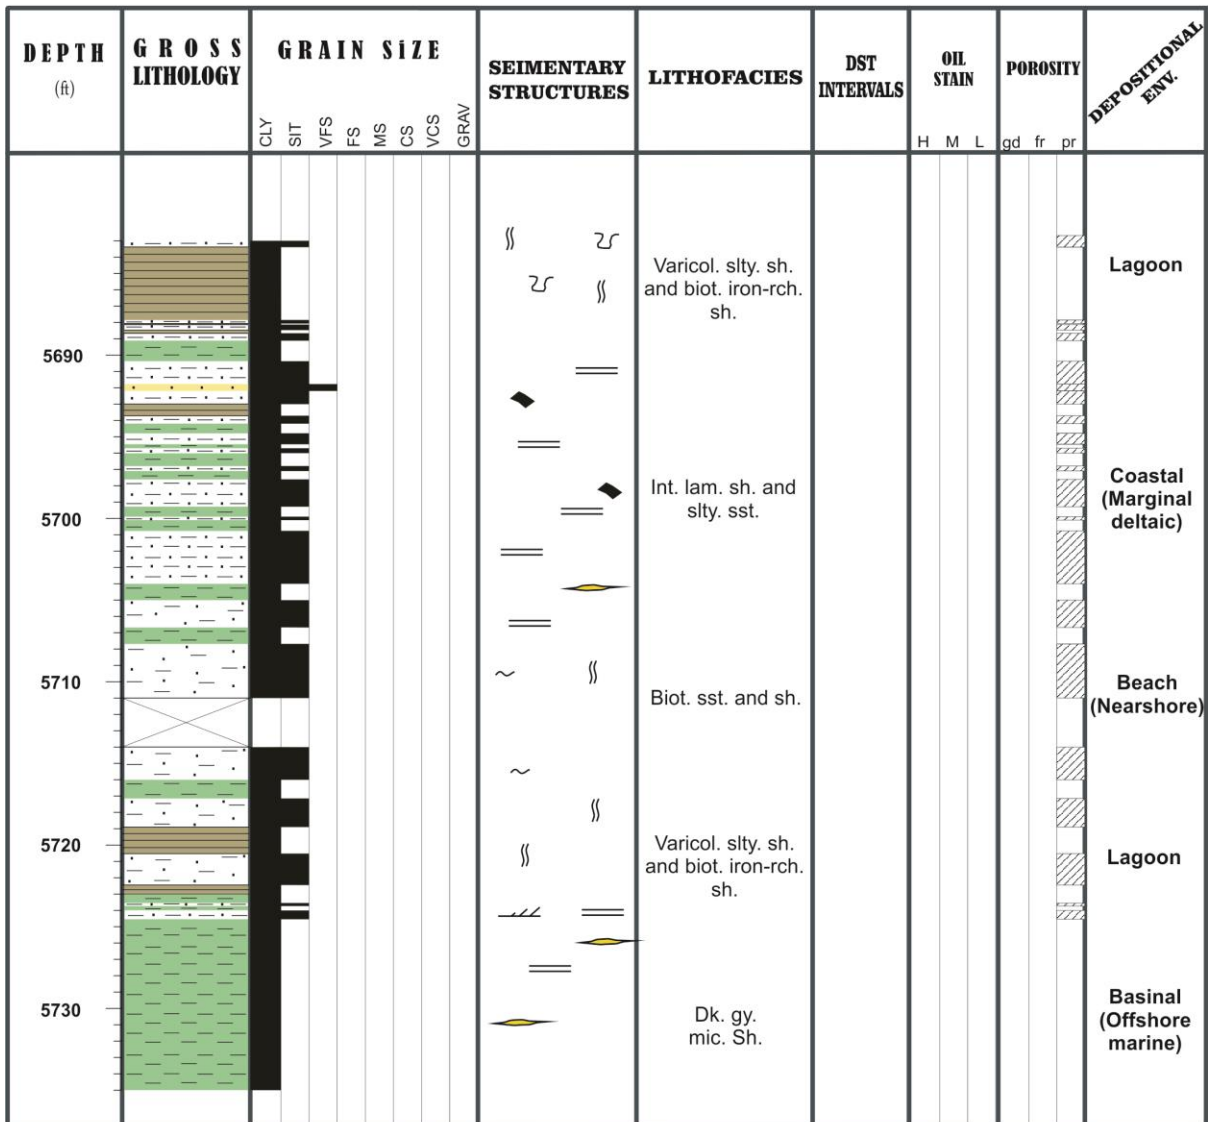 DEPTH
(ft)
GROSS
LITHOLOGY
GRAIN SiZE
CLY
SIT
VFS
FS
MS
CS
VCS
GRAV
SEIMENTARY
STRUCTURES
LITHOFACIES
DST
INTERVALS
OIL
STAIN
H M L
POROSITY
gd fr pr
DEPOSITIONAL
ENV.
Varicol. slty. sh.
and biot. iron-rch.
sh.
Lagoon
5690
Int. lam. sh. and
slty. sst.
Coastal
(Marginal
deltaic)
5700
5710
Biot. sst. and sh.
Beach
(Nearshore)
5720
Varicol. slty. sh.
and biot. iron-rch.
sh.
Lagoon
5730
Dk. gy.
mic. Sh.
Basinal
(Offshore
marine)